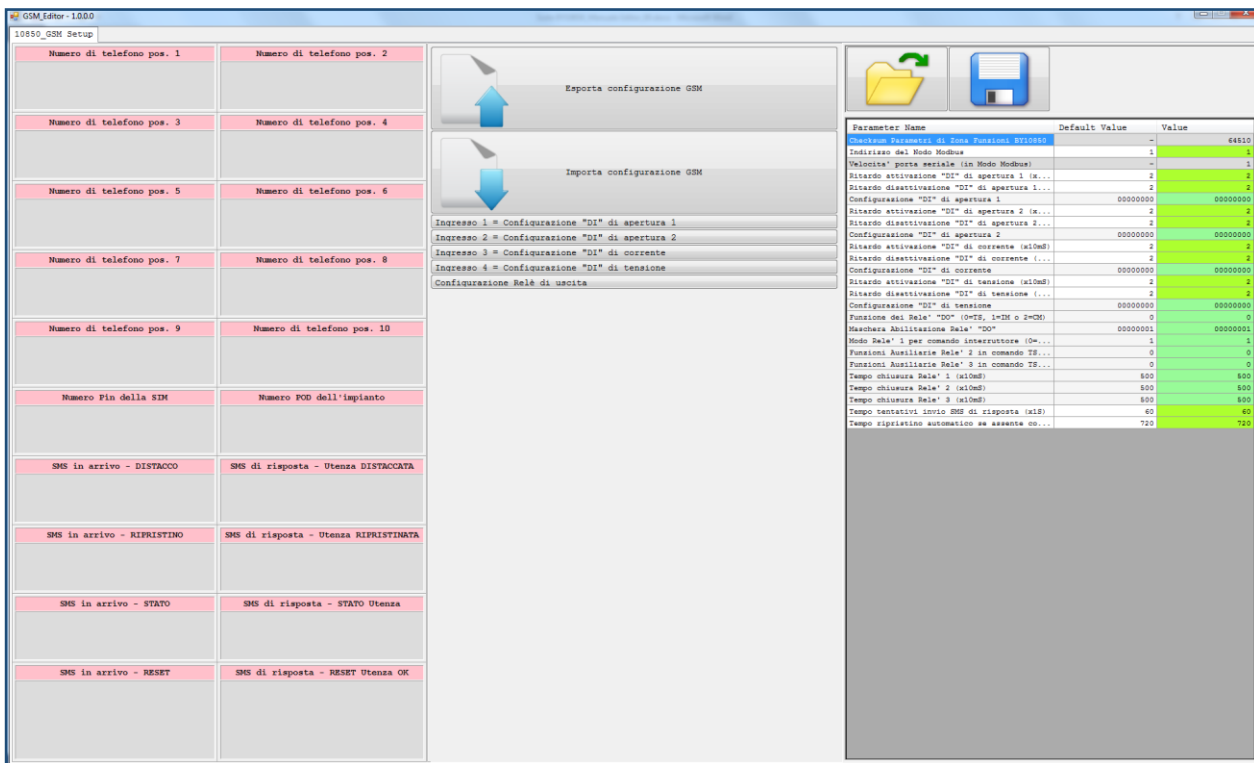 GSM_Editor - 1.0.0.0
10850_GSM Setup
Numero di telefono pos. 1
Numero di telefono pos. 2
Numero di telefono pos. 3
Numero di telefono pos. 4
Numero di telefono pos. 5
Numero di telefono pos. 6
Numero di telefono pos. 7
Numero di telefono pos. 8
Numero di telefono pos. 9
Numero di telefono pos. 10
Numero Pin della SIM
Numero POD dell'impianto
SMS in arrivo - DISTACCO
SMS di risposta - Utenza DISTACCATA
SMS in arrivo - RIPRISTINO
SMS di risposta - Utenza RIPRISTINATA
SMS in arrivo - STATO
SMS di risposta - STATO Utenza
SMS in arrivo - RESET
SMS di risposta - RESET Utenza OK
Esporta configurazione GSM
Importa configurazione GSM
Ingresso 1 = Configurazione "DI" di apertura 1
Ingresso 2 = Configurazione "DI" di apertura 2
Ingresso 3 = Configurazione "DI" di corrente
Ingresso 4 = Configurazione "DI" di tensione
Configurazione Relè di uscita
Parameter Name Default Value Value
Checksum Parametri di Zona Funzioni BY10850 - 64510
Indirizzo del Nodo Modbus 1 1
Velocita' porta seriale (in Modo Modbus) - 1
Ritardo attivazione "DI" di apertura 1 (x... 2 2
Ritardo disattivazione "DI" di apertura 1... 2 2
Configurazione "DI" di apertura 1 00000000 00000000
Ritardo attivazione "DI" di apertura 2 (x... 2 2
Ritardo disattivazione "DI" di apertura 2... 2 2
Configurazione "DI" di apertura 2 00000000 00000000
Ritardo attivazione "DI" di corrente (x10mS) 2 2
Ritardo disattivazione "DI" di corrente (... 2 2
Configurazione "DI" di corrente 00000000 00000000
Ritardo attivazione "DI" di tensione (x10mS) 2 2
Ritardo disattivazione "DI" di tensione (... 2 2
Configurazione "DI" di tensione 00000000 00000000
Funzione dei Rele' "DO" (0=TS, 1=IM o 2=CM) 0 0
Maschera Abilitazione Rele' "DO" 00000001 00000001
Modo Rele' 1 per comando interruttore (0=... 1 1
Funzioni Ausiliarie Rele' 2 in comando TS... 0 0
Funzioni Ausiliarie Rele' 3 in comando TS... 0 0
Tempo chiusura Rele' 1 (x10mS) 500 500
Tempo chiusura Rele' 2 (x10mS) 500 500
Tempo chiusura Rele' 3 (x10mS) 500 500
Tempo tentativi invio SMS di risposta (x1S) 60 60
Tempo ripristino automatico se assente co... 720 720